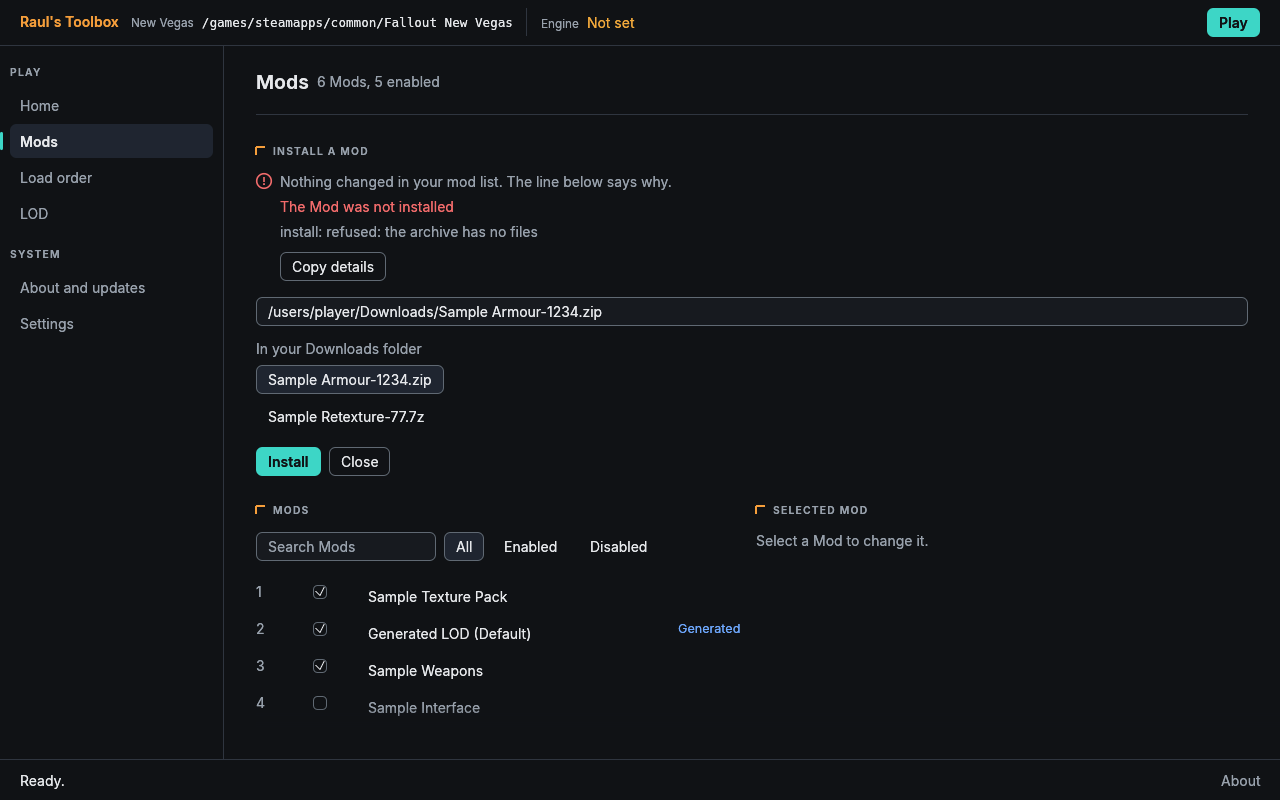 Raul's Toolbox New Vegas /games/steamapps/common/Fallout New Vegas Engine Not set Play
PLAY
Home
Mods
Load order
LOD
SYSTEM
About and updates
Settings
Mods 6 Mods, 5 enabled
INSTALL A MOD
Nothing changed in your mod list. The line below says why.
The Mod was not installed
install: refused: the archive has no files
Copy details
/users/player/Downloads/Sample Armour-1234.zip
In your Downloads folder
Sample Armour-1234.zip
Sample Retexture-77.7z
Install Close
MODS
Search Mods All Enabled Disabled
1 Sample Texture Pack
2 Generated LOD (Default) Generated
3 Sample Weapons
4 Sample Interface
SELECTED MOD
Select a Mod to change it.
Ready. About